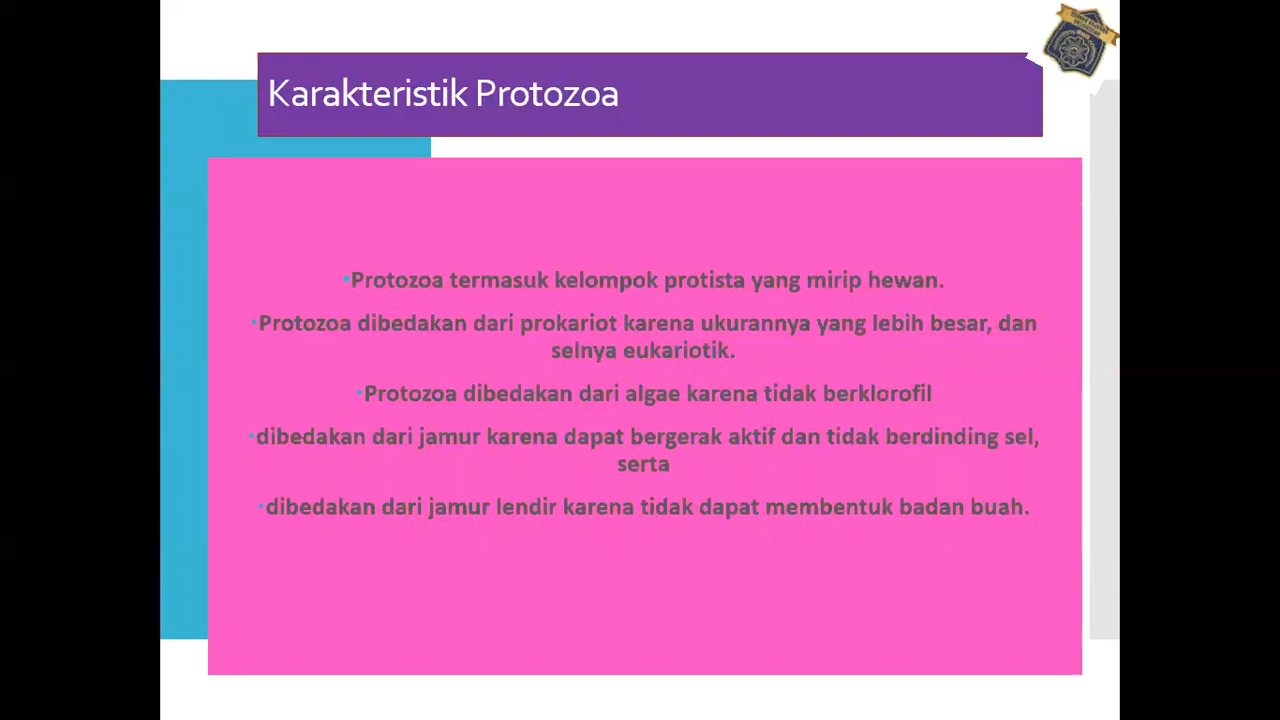 Karakteristik Protozoa
•Protozoa termasuk kelompok protista yang mirip hewan.
•Protozoa dibedakan dari prokariot karena ukurannya yang lebih besar, dan
selnya eukariotik.
•Protozoa dibedakan dari algae karena tidak berklorofil
•dibedakan dari jamur karena dapat bergerak aktif dan tidak berdinding sel,
serta
•dibedakan dari jamur lendir karena tidak dapat membentuk badan buah.